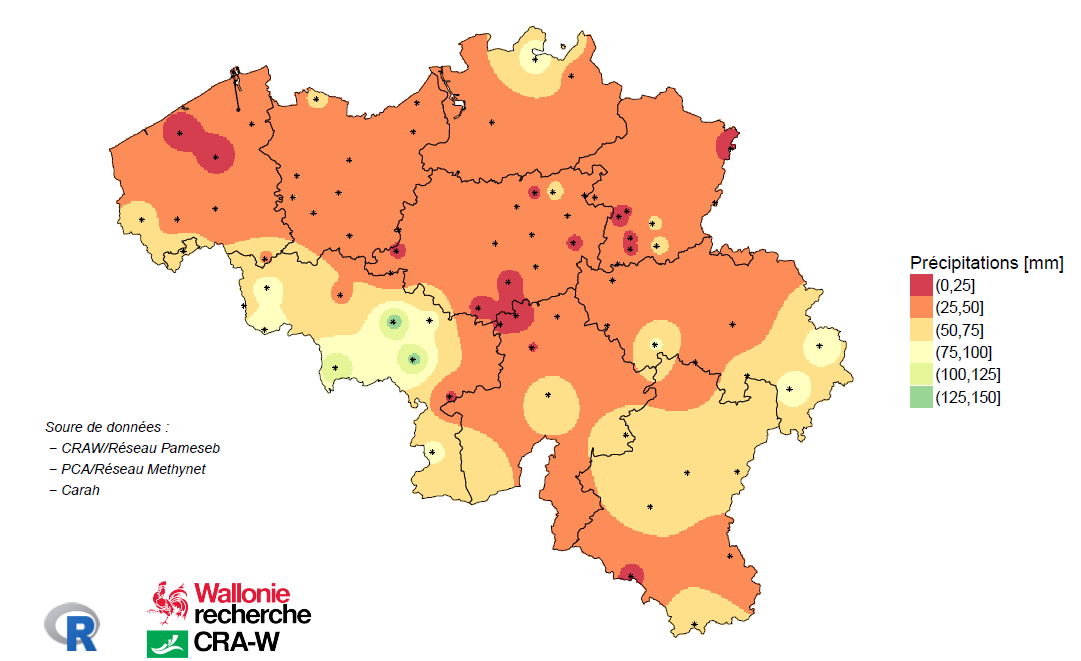 Précipitations [mm]
(0,25]
(25,50]
(50,75]
(75,100]
(100,125]
(125,150]
Soure de données :
– CRAW/Réseau Pameseb
– PCA/Réseau Methynet
– Carah
R
Wallonie
recherche
CRA-W